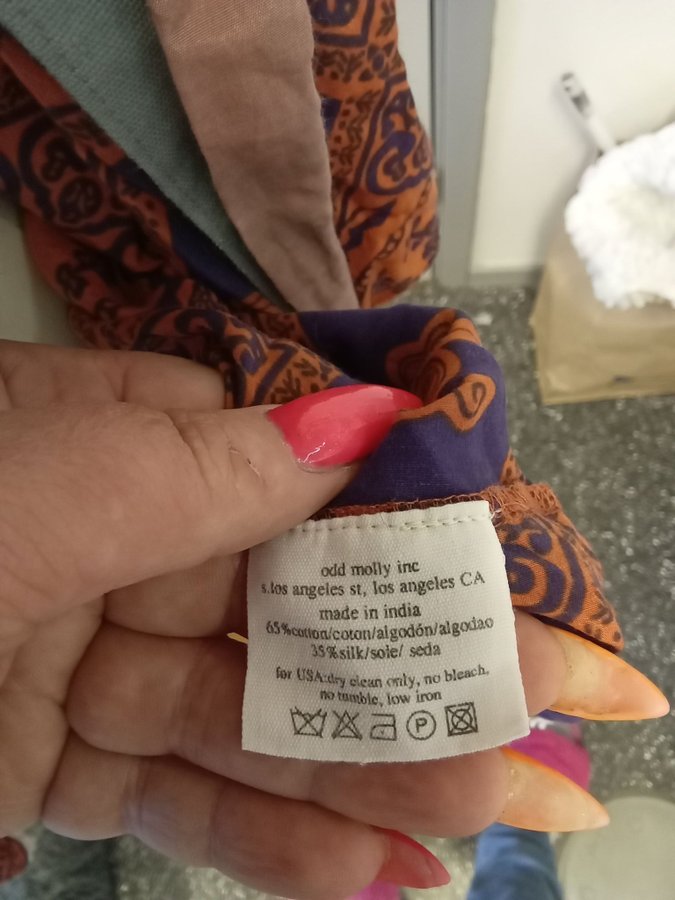 odd molly inc
s.los angeles st, los angeles CA
made in india
65%cotton/coton/algodón/algodao
35%silk/soie/ seda
for USA:dry clean only, no bleach,
no tumble, low iron
P